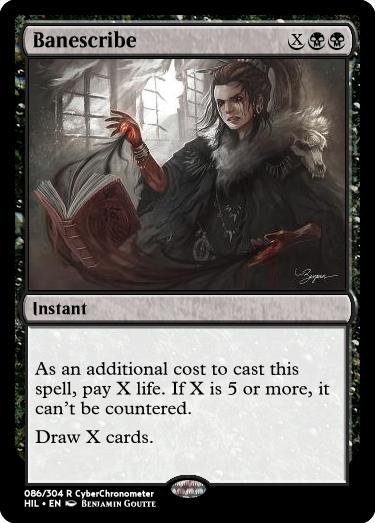 Banescribe X
Instant
As an additional cost to cast this
spell, pay X life. If X is 5 or more, it
can't be countered.
Draw X cards.
086/304 R CyberChronometer
HIL • EN Benjamin Goutte